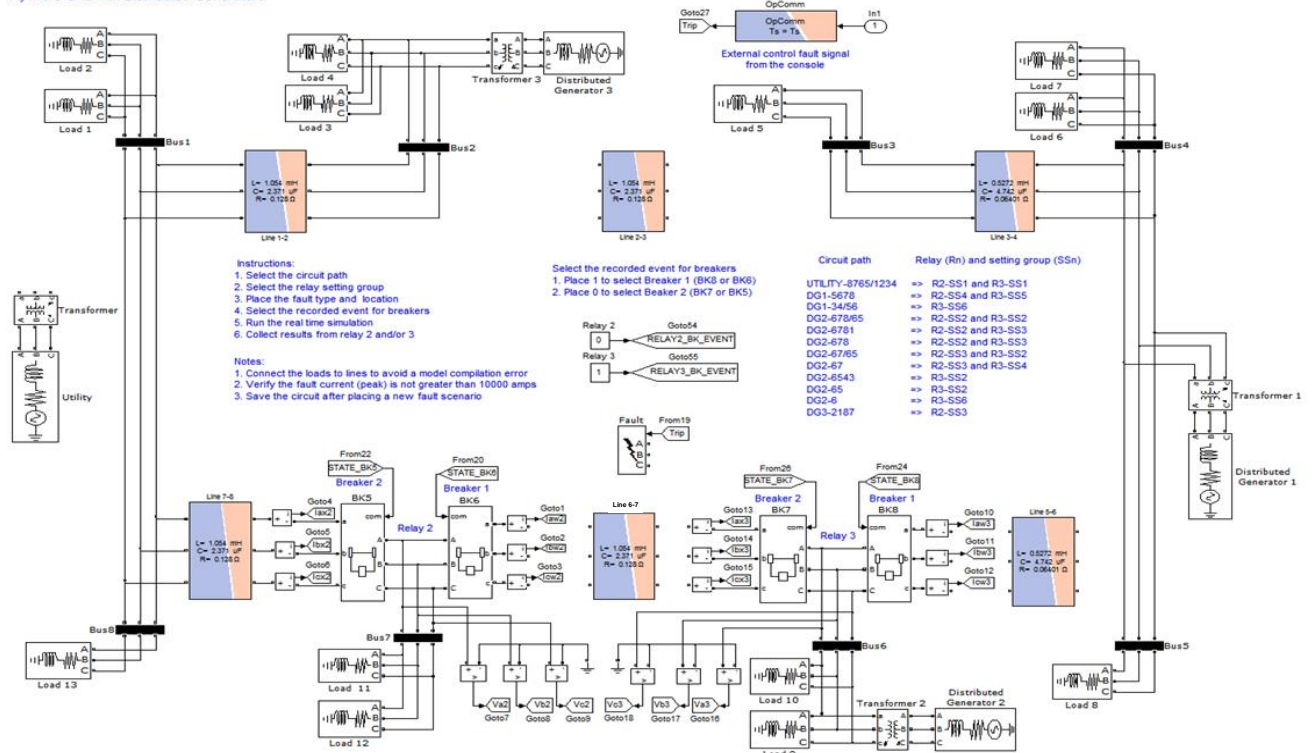 OpComm
Goto27
Trip
OpComm
Ts = Ts
In1
1
External control fault signal
from the console
A
B
C
Load 2
A
B
C
Load 1
Bus1
A
B
C
Load 4
A
B
C
Load 3
Transformer 3
Distributed
Generator 3
Bus2
A
B
C
Load 5
Bus3
A
B
C
Load 7
A
B
C
Load 6
Bus4
L= 1.054 mH
C= 2.371 uF
R= 0.128 Ω
Line 1-2
L= 1.054 mH
C= 2.371 uF
R= 0.128 Ω
Line 2-3
L= 0.5272 mH
C= 4.742 uF
R= 0.06401 Ω
Line 3-4
Instructions:
1. Select the circuit path
2. Select the relay setting group
3. Place the fault type and location
4. Select the recorded event for breakers
5. Run the real time simulation
6. Collect results from relay 2 and/or 3
Notes:
1. Connect the loads to lines to avoid a model compilation error
2. Verify the fault current (peak) is not greater than 10000 amps
3. Save the circuit after placing a new fault scenario
Select the recorded event for breakers
1. Place 1 to select Breaker 1 (BK8 or BK6)
2. Place 0 to select Beaker 2 (BK7 or BK5)
Relay 2
0
Goto54
RELAY2_BK_EVENT
Relay 3
1
Goto55
RELAY3_BK_EVENT
Circuit path Relay (Rn) and setting group (SSn)
UTILITY-8765/1234 => R2-SS1 and R3-SS1
DG1-5678 => R2-SS4 and R3-SS5
DG1-34/56 => R3-SS6
DG2-678/65 => R2-SS2 and R3-SS2
DG2-6781 => R2-SS2 and R3-SS3
DG2-678 => R2-SS2 and R3-SS3
DG2-67/65 => R2-SS3 and R3-SS2
DG2-67 => R2-SS3 and R3-SS4
DG2-6543 => R3-SS2
DG2-65 => R3-SS2
DG2-6 => R3-SS6
DG3-2187 => R2-SS3
Transformer
Utility
Transformer 1
Distributed
Generator 1
Fault
A
B
C
From19
Trip
From22
STATE_BK5
Breaker 2
BK5
com
From20
STATE_BK6
Breaker 1
BK6
com
Relay 2
From26
STATE_BK7
Breaker 2
BK7
com
From24
STATE_BK8
Breaker 1
BK8
com
Relay 3
Line 7-8
L= 1.054 mH
C= 2.371 uF
R= 0.128 Ω
Goto4
Iax2
Goto5
Ibx2
Goto6
Icx2
Goto1
Iaw2
Goto2
Ibw2
Goto3
Icw2
Line 6-7
L= 1.054 mH
C= 2.371 uF
R= 0.128 Ω
Goto13
Iax3
Goto14
Ibx3
Goto15
Icx3
Goto10
Iaw3
Goto11
Ibw3
Goto12
Icw3
Line 5-6
L= 0.5272 mH
C= 4.742 uF
R= 0.06401 Ω
Bus8
A
B
C
Load 13
Bus7
A
B
C
Load 11
A
B
C
Load 12
Va2
Goto7
Vb2
Goto8
Vc2
Goto9
Vc3
Goto18
Vb3
Goto17
Va3
Goto16
Bus6
A
B
C
Load 10
Transformer 2
Distributed
Generator 2
Bus5
A
B
C
Load 8